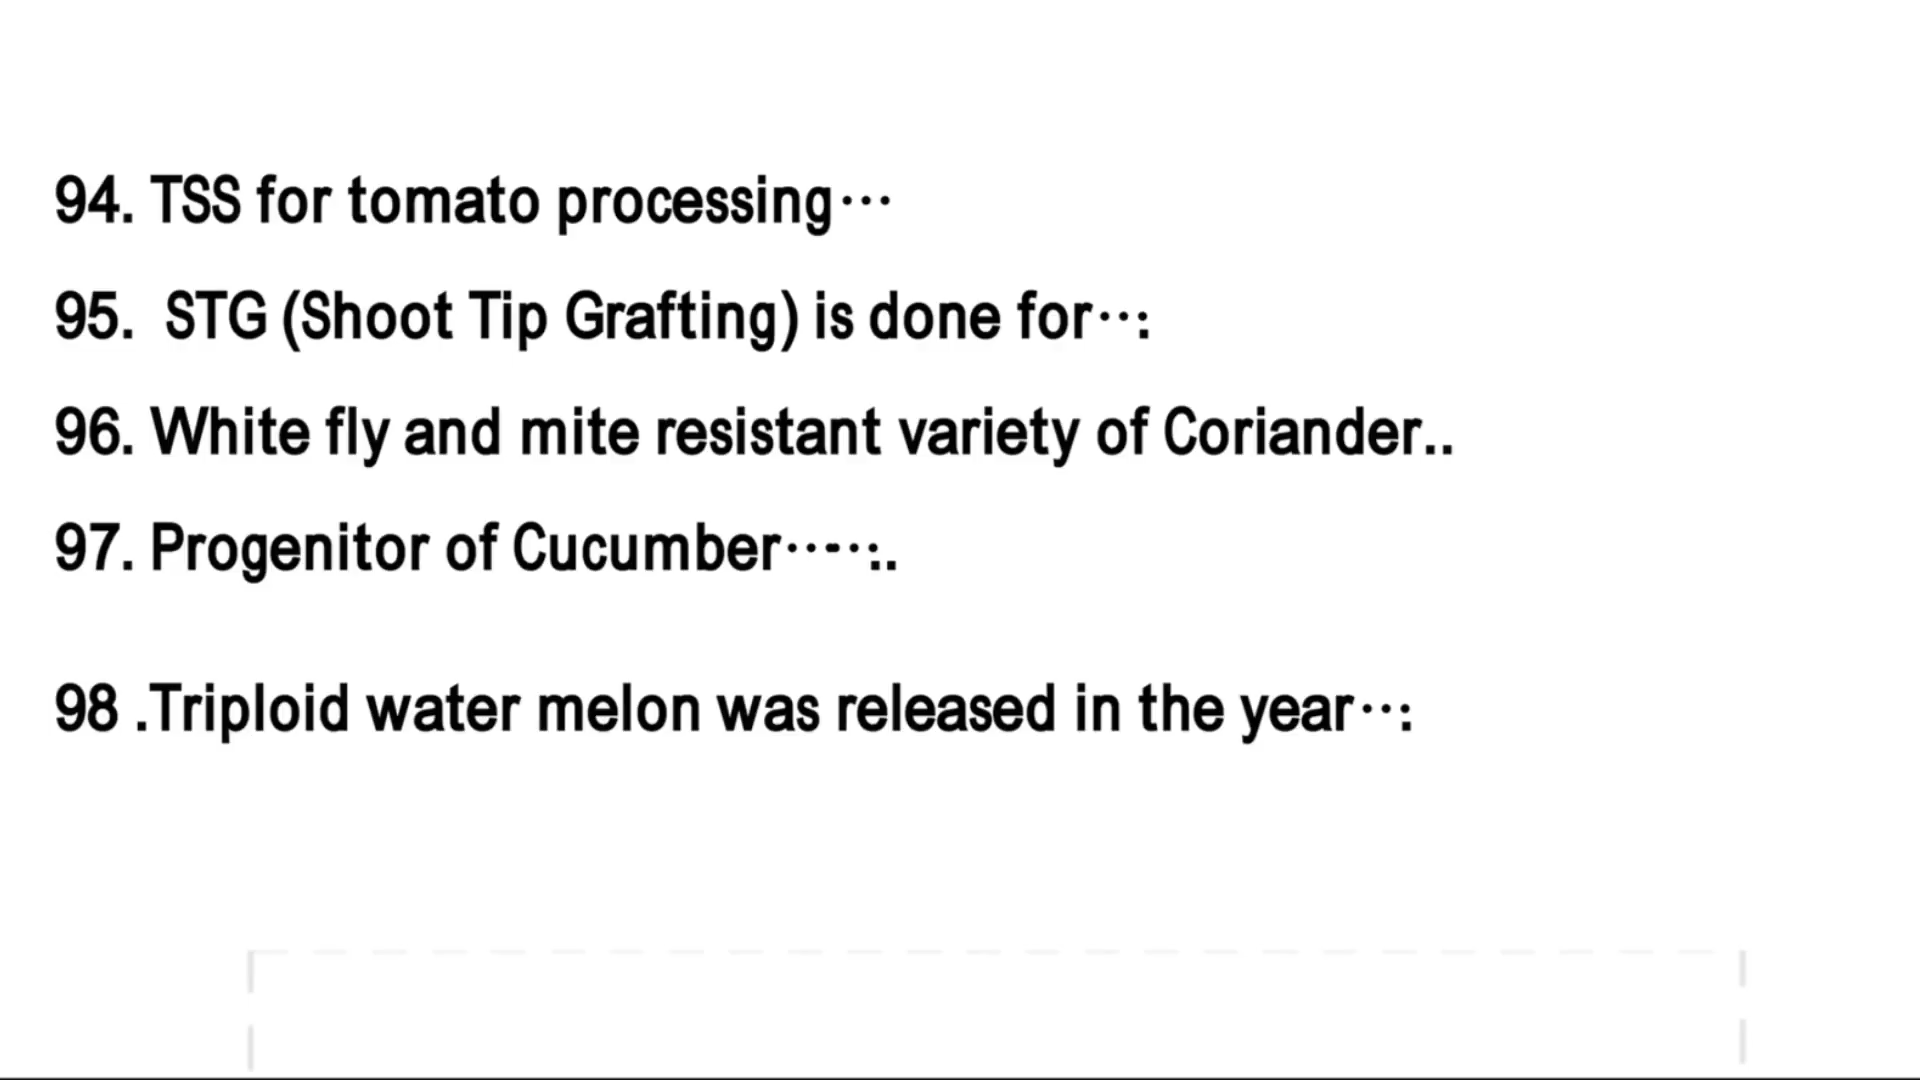 94. TSS for tomato processing…
95. STG (Shoot Tip Grafting) is done for…:
96. White fly and mite resistant variety of Coriander..
97. Progenitor of Cucumber…-·:.
98 .Triploid water melon was released in the year…: